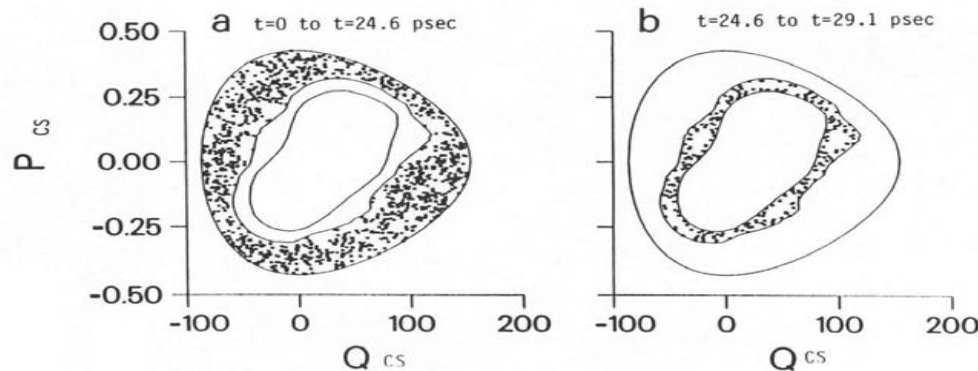 a t=0 to t=24.6 psec
b t=24.6 to t=29.1 psec
0.50
0.25
0.00
-0.25
-0.50
P CS
-100 0 100 200
-100 0 100 200
Q CS
Q CS